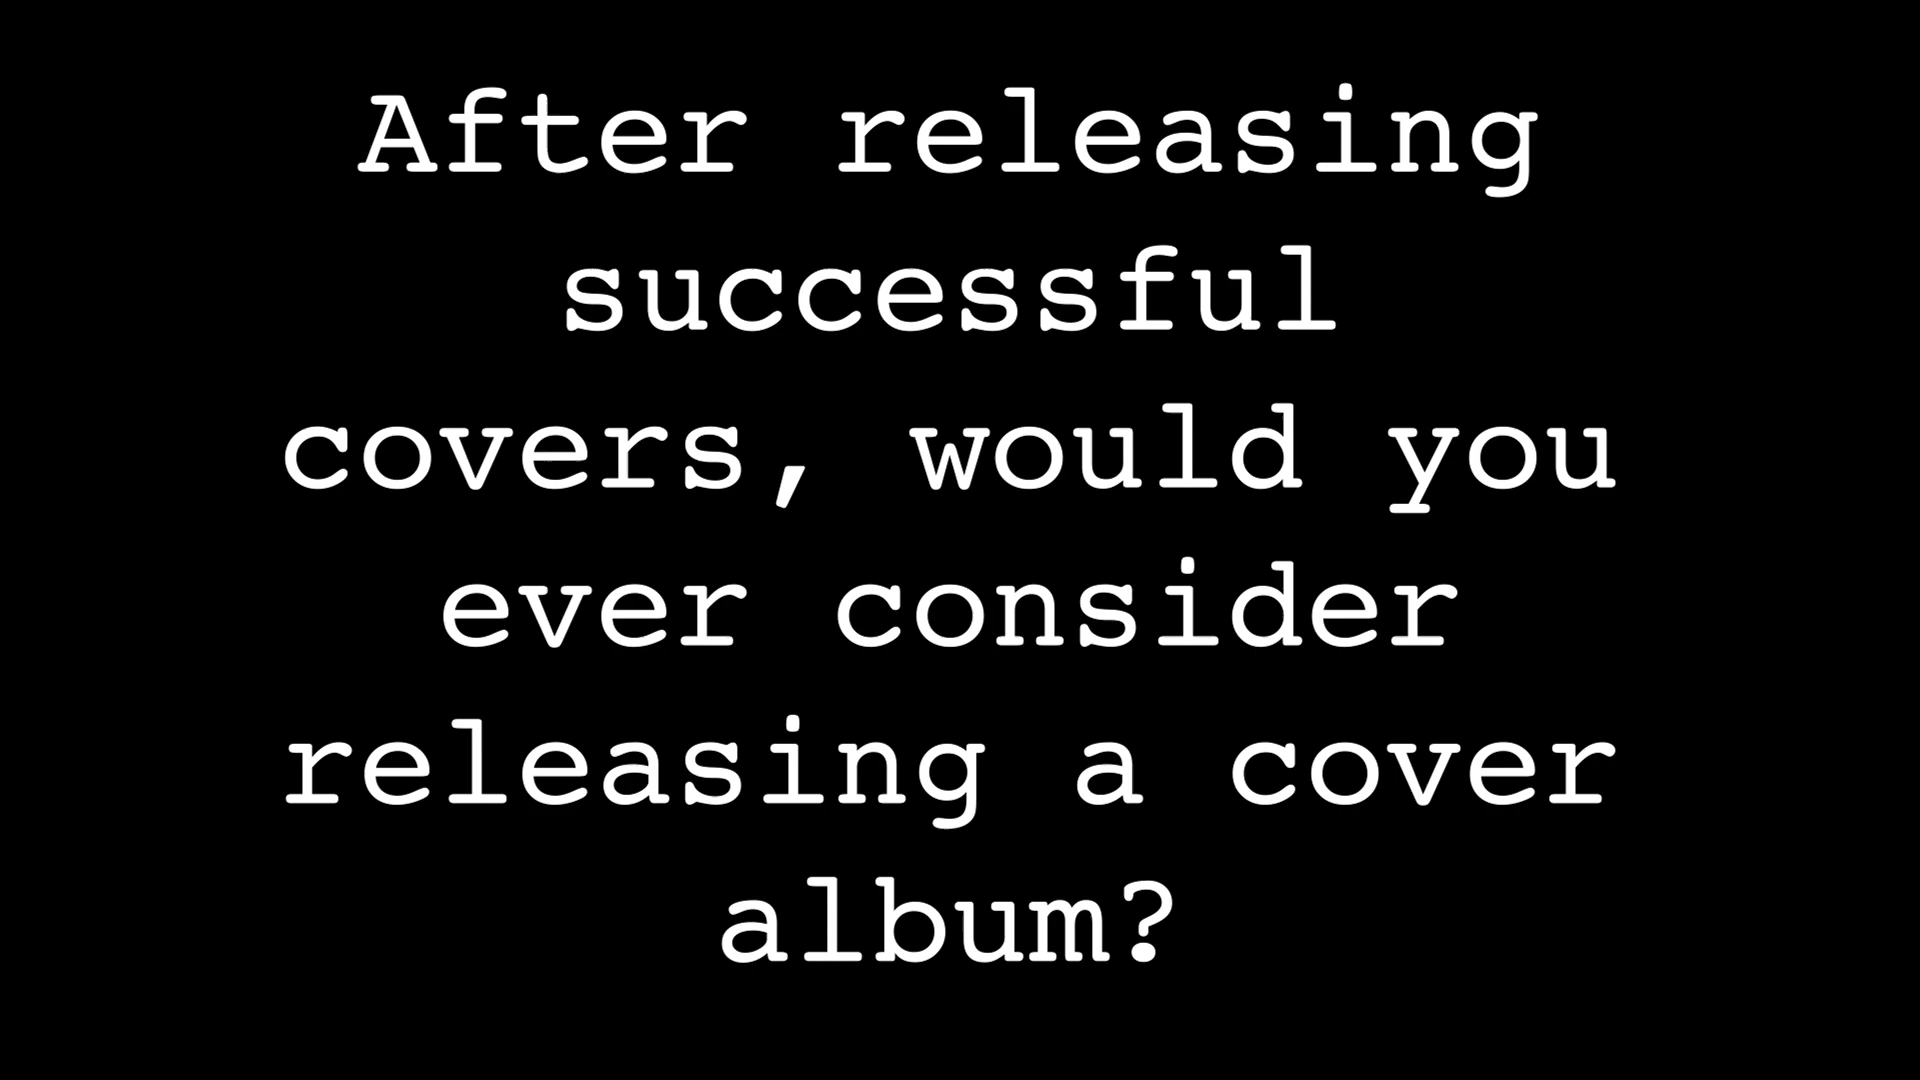 After releasing
successful
covers, would you
ever consider
releasing a cover
album?